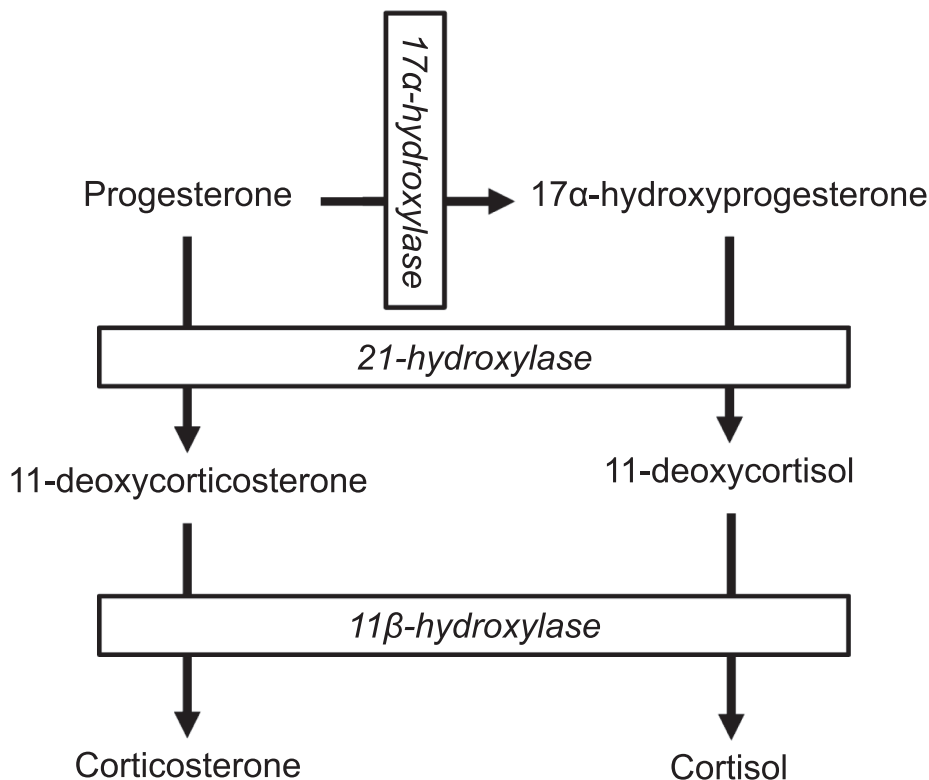 17α-hydroxylase
Progesterone
17α-hydroxyprogesterone
21-hydroxylase
11-deoxycorticosterone
11-deoxycortisol
11β-hydroxylase
Corticosterone
Cortisol